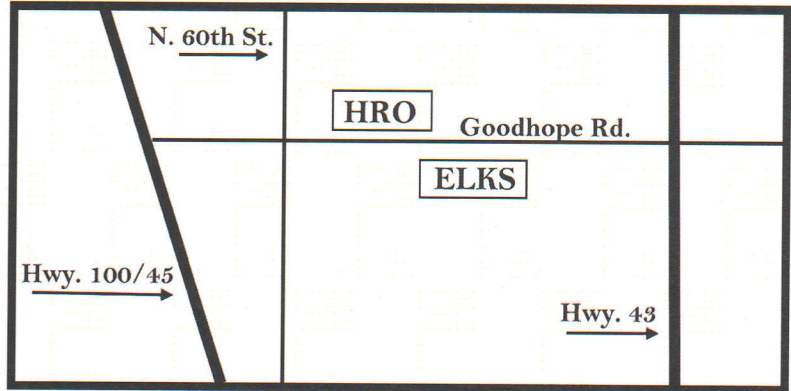 N. 60th St.
HRO
Goodhope Rd.
ELKS
Hwy. 100/45
Hwy. 43